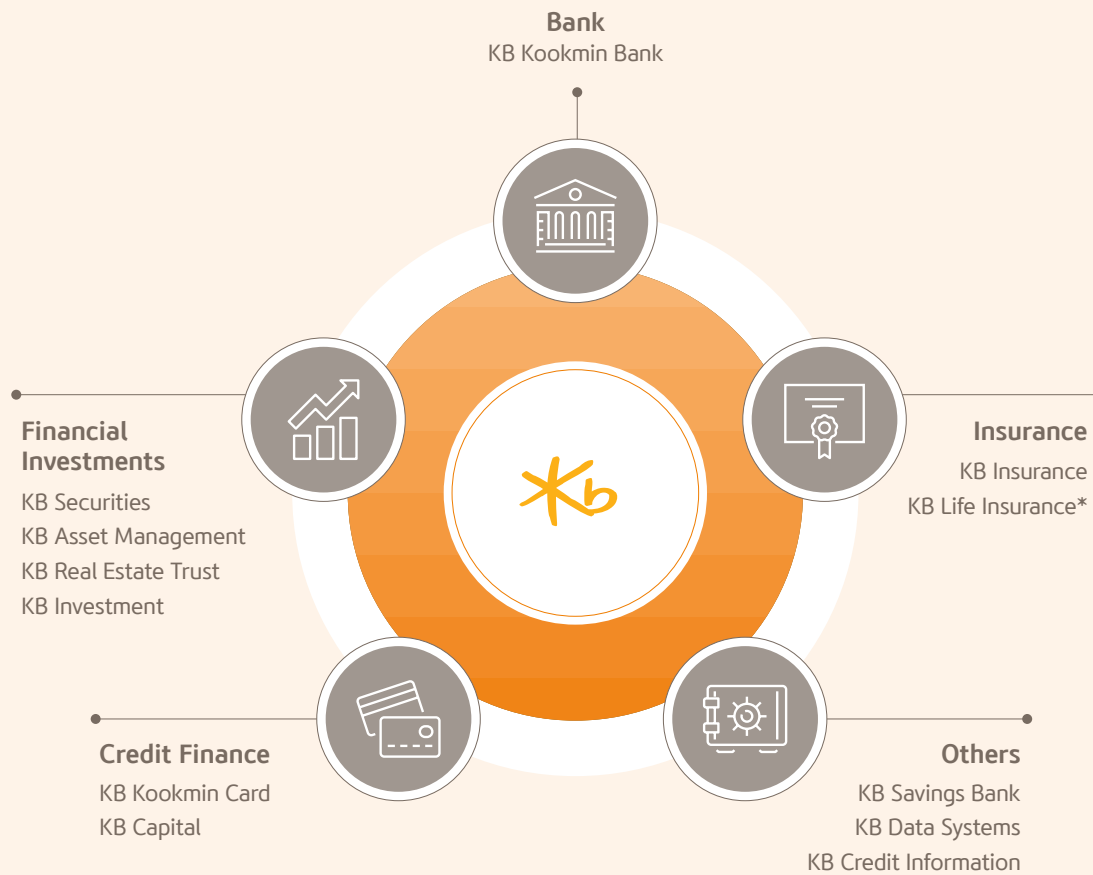 Bank
KB Kookmin Bank
Financial
Investments
KB Securities
KB Asset Management
KB Real Estate Trust
KB Investment
Kb
Insurance
KB Insurance
KB Life Insurance*
Credit Finance
KB Kookmin Card
KB Capital
Others
KB Savings Bank
KB Data Systems
KB Credit Information